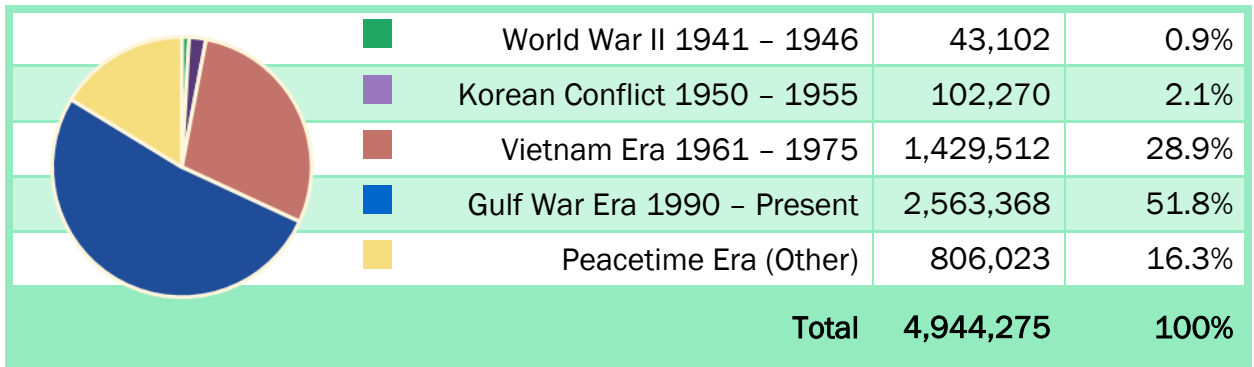 World War II 1941 – 1946 43,102 0.9%
Korean Conflict 1950 – 1955 102,270 2.1%
Vietnam Era 1961 – 1975 1,429,512 28.9%
Gulf War Era 1990 – Present 2,563,368 51.8%
Peacetime Era (Other) 806,023 16.3%
Total 4,944,275 100%